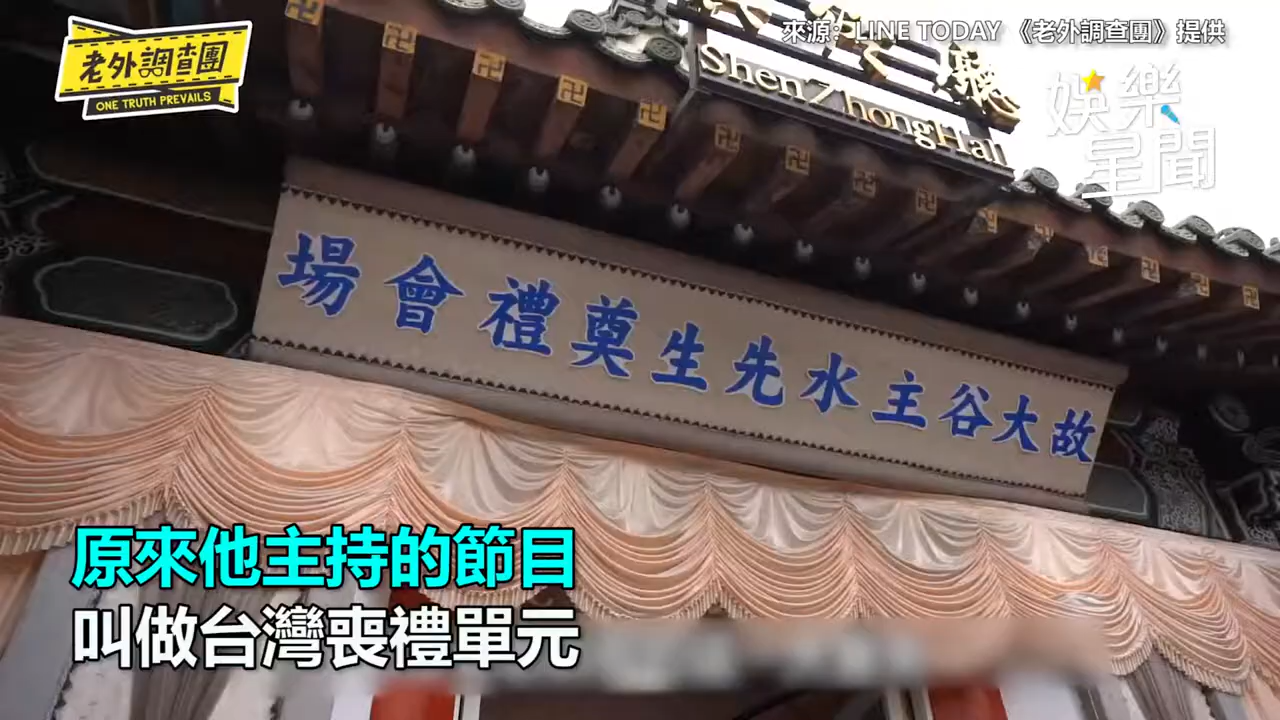 老外調查團
ONE TRUTH PREVAILS
來源：LINE TODAY 《老外調查團》提供
娛樂星聞
廳
ShenZhongHall
故大谷主水先生奠禮會場
原來他主持的節目
叫做台灣喪禮單元